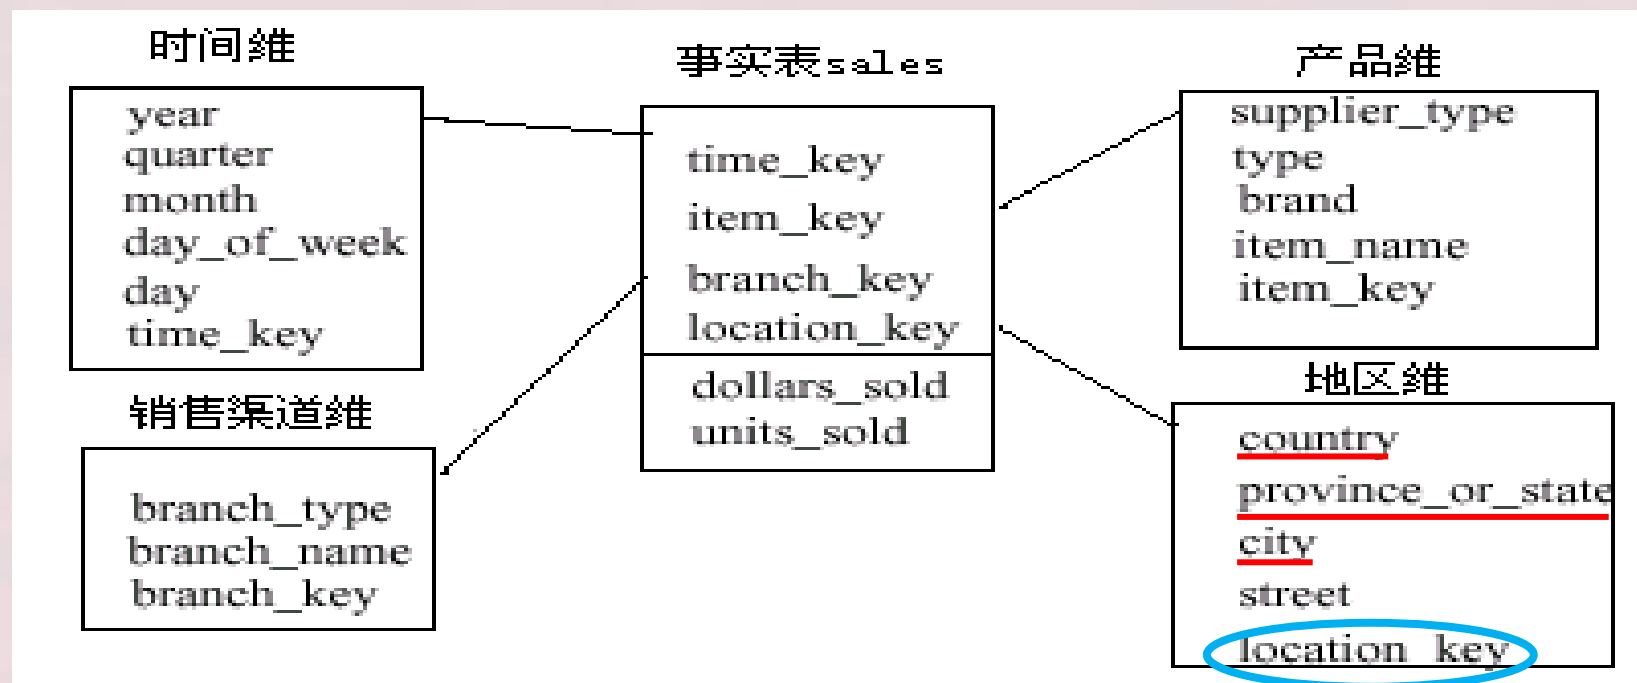 时间维
year
quarter
month
day_of_week
day
time_key
销售渠道维
branch_type
branch_name
branch_key
事实表sales
time_key
item_key
branch_key
location_key
dollars_sold
units_sold
产品维
supplier_type
type
brand
item_name
item_key
地区维
country
province_or_state
city
street
location_key